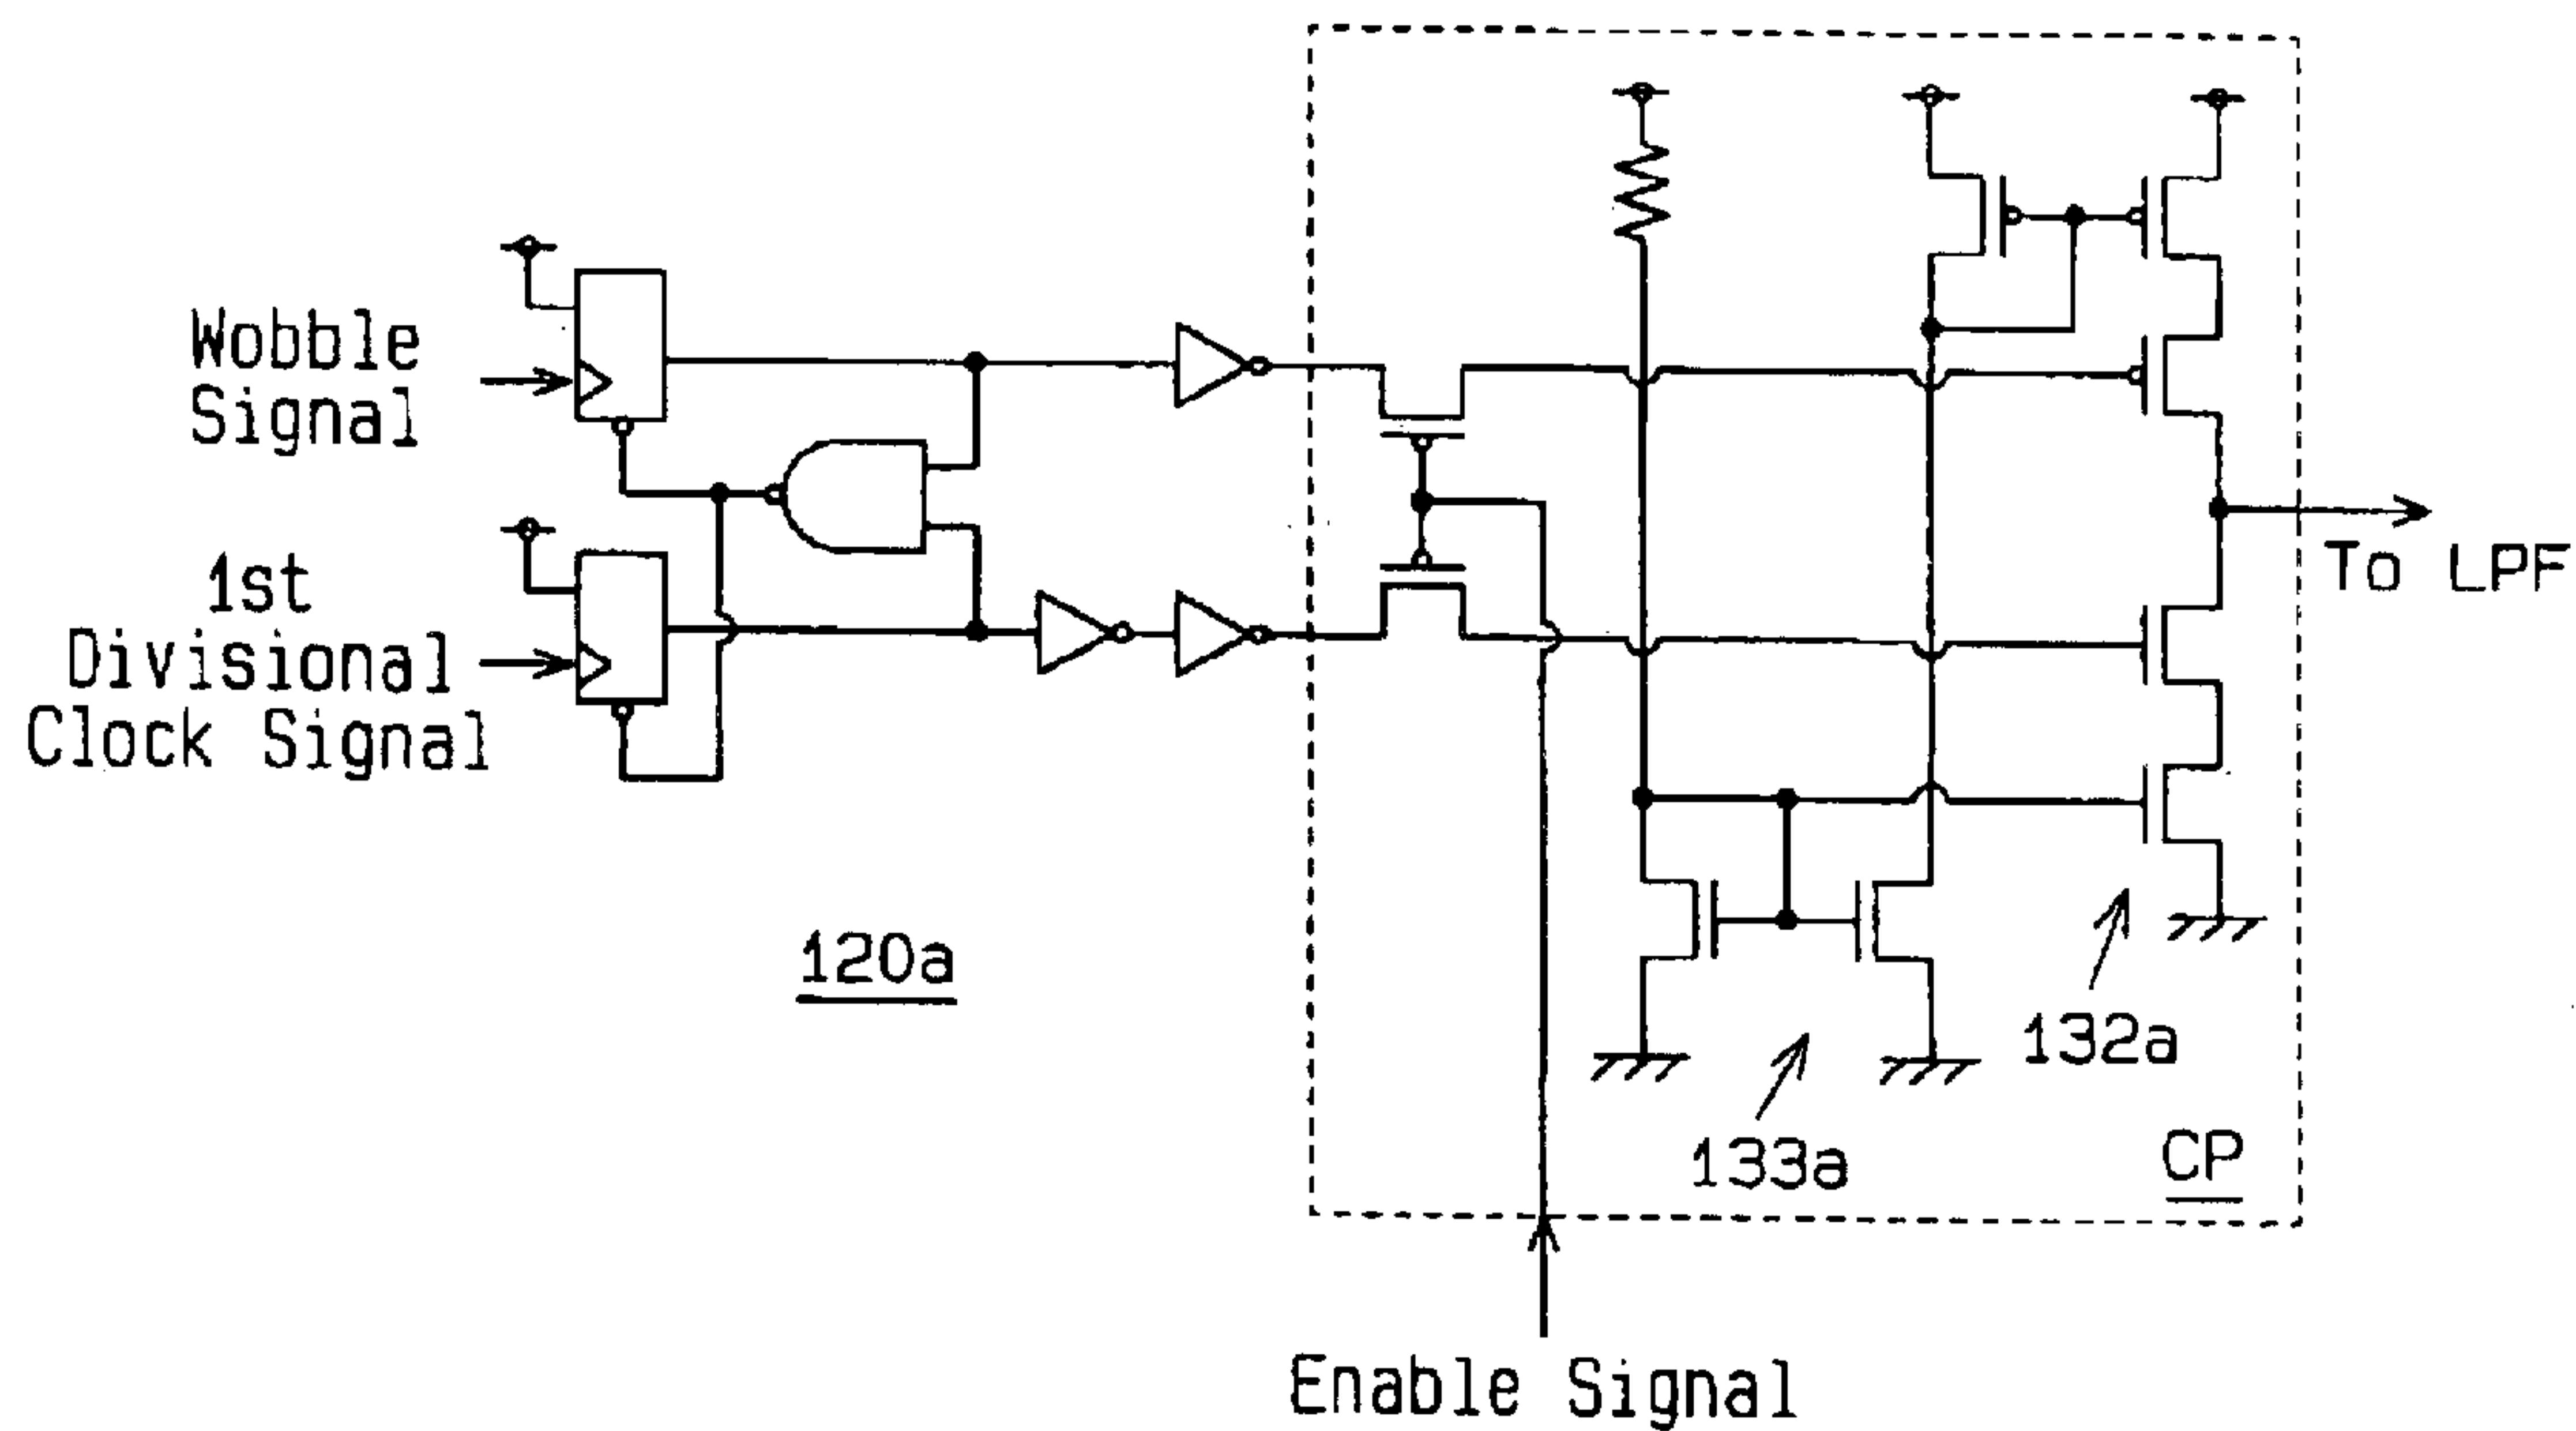 Wobble
Signal
1st
Divisional
Clock Signal
120a
To LPF
132a
133a
CP
Enable Signal